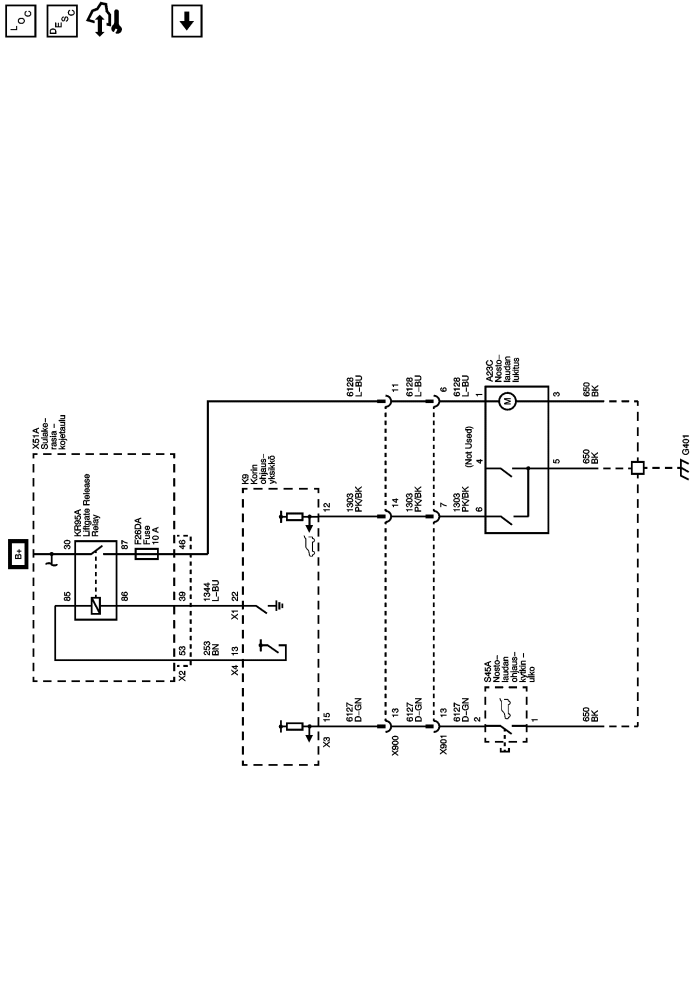 LOC
DESC
B+
X51A
Sulake–
rasia –
kojetaulu
30
KR95A
Liftgate Release
Relay
87
F26DA
Fuse
10 A
46
85
86
39
1344
L–BU
22
X1
53
X2
253
BN
13
X4
K9
Korin
ohjaus–
yksikkö
12
1303
PK/BK
14
1303
PK/BK
7
1303
PK/BK
6
6128
L–BU
11
6128
L–BU
6
6128
L–BU
1
A23C
Nosto–
laudan
lukitus
M
3
650
BK
(Not Used)
4
5
650
BK
G401
15
X3
6127
D–GN
13
X900
6127
D–GN
13
X901
6127
D–GN
2
S45A
Nosto–
laudan
ohjaus–
kytkin –
ulko
1
650
BK